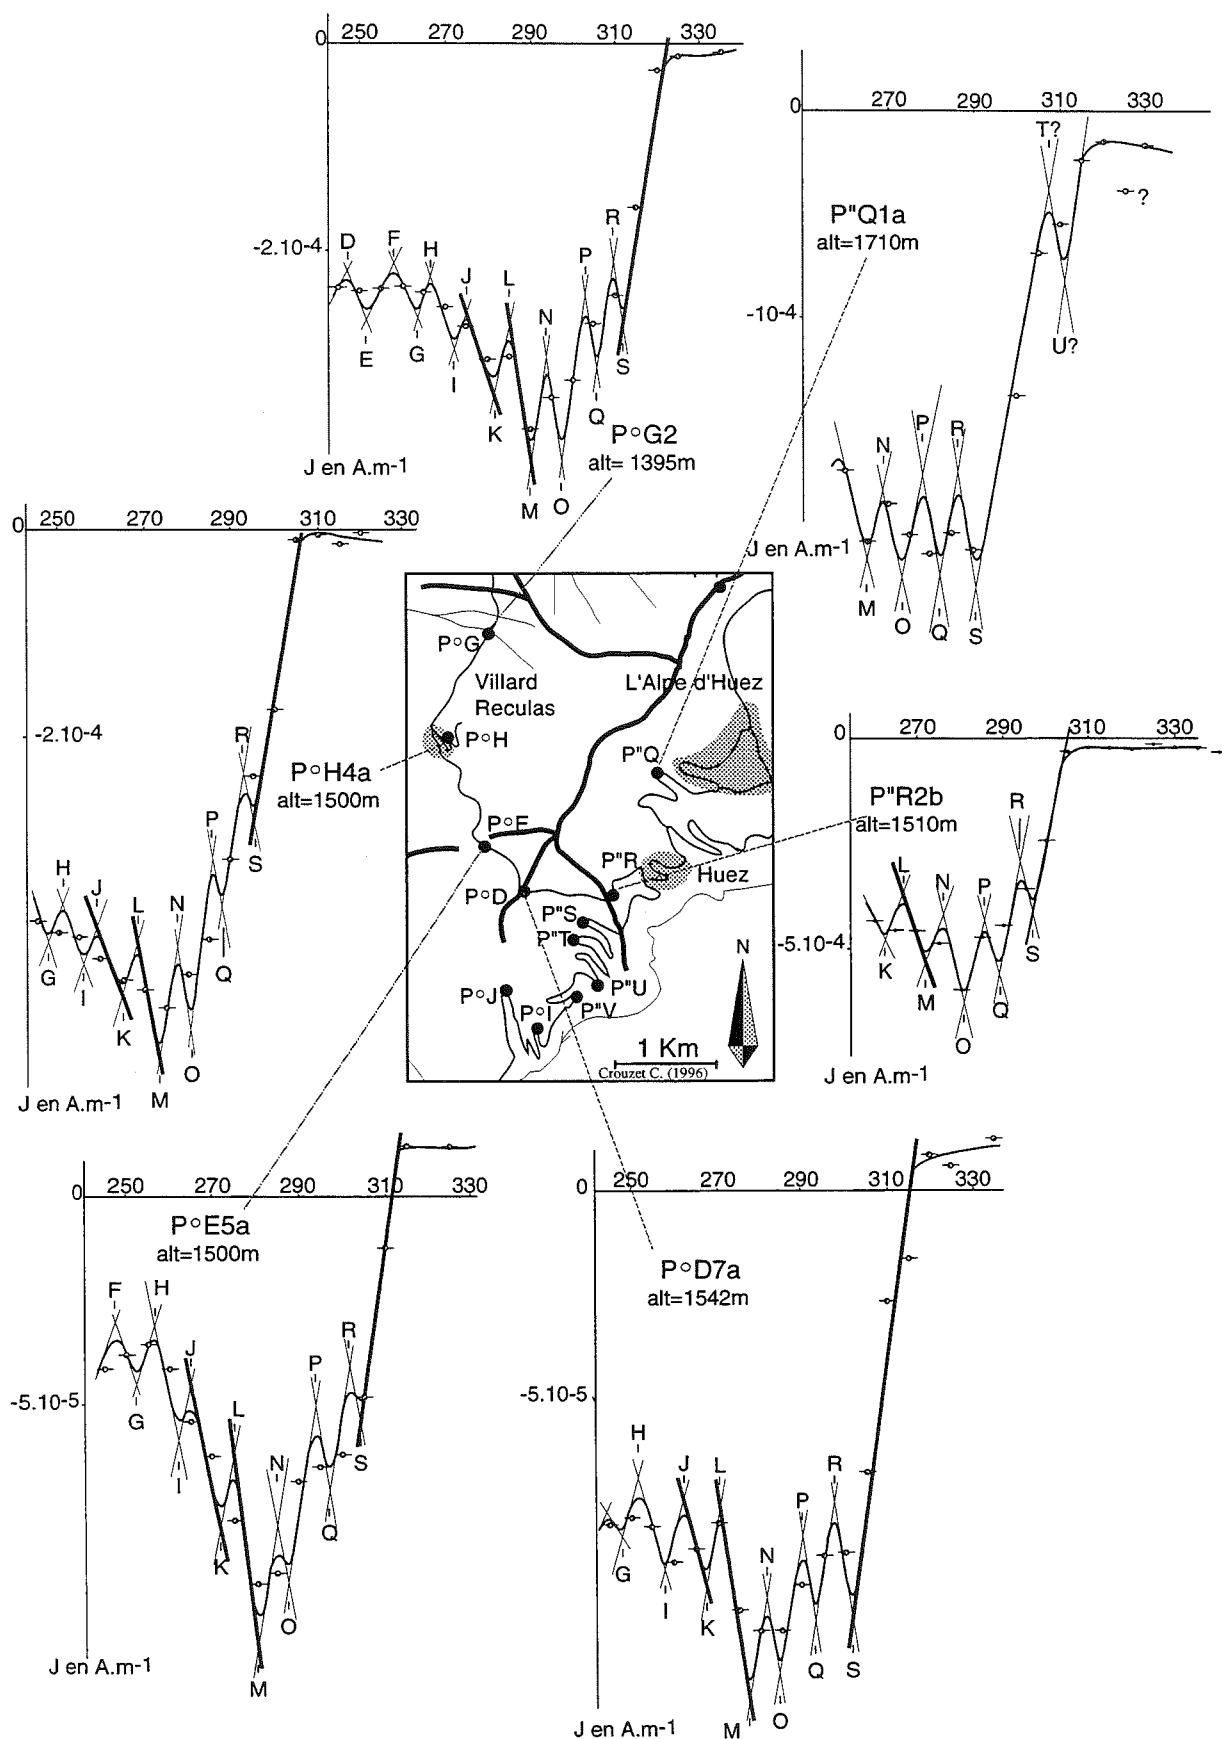 0 250 270 290 310 330
-2.10-4
D F H J L N P R
E G I K M O Q S
J en A.m-1
P°G2
alt= 1395m
0 270 290 310 330
T?
?
P"Q1a
alt=1710m
-10-4
U?
N P R
M O Q S
J en A.m-1
0 250 270 290 310 330
-2.10-4
P°H4a
alt=1500m
H J L N P R
G I K M O Q S
J en A.m-1
P°G
Villard
Reculas
L'Alpe d'Huez
P°H
P"Q
P°F
P"R
Huez
P°D
P"S
P"T
N
P°J
P"U
P"V
P°I
1 Km
Crouzet C. (1996)
0 270 290 310 330
P"R2b
alt=1510m
R
L N P
-5.10-4
K M O Q S
J en A.m-1
0 250 270 290 310 330
P°E5a
alt=1500m
F H J L N P R
-5.10-5
G I K M O Q S
J en A.m-1
0 250 270 290 310 330
P°D7a
alt=1542m
-5.10-5
H J L N P R
G I K M O Q S
J en A.m-1